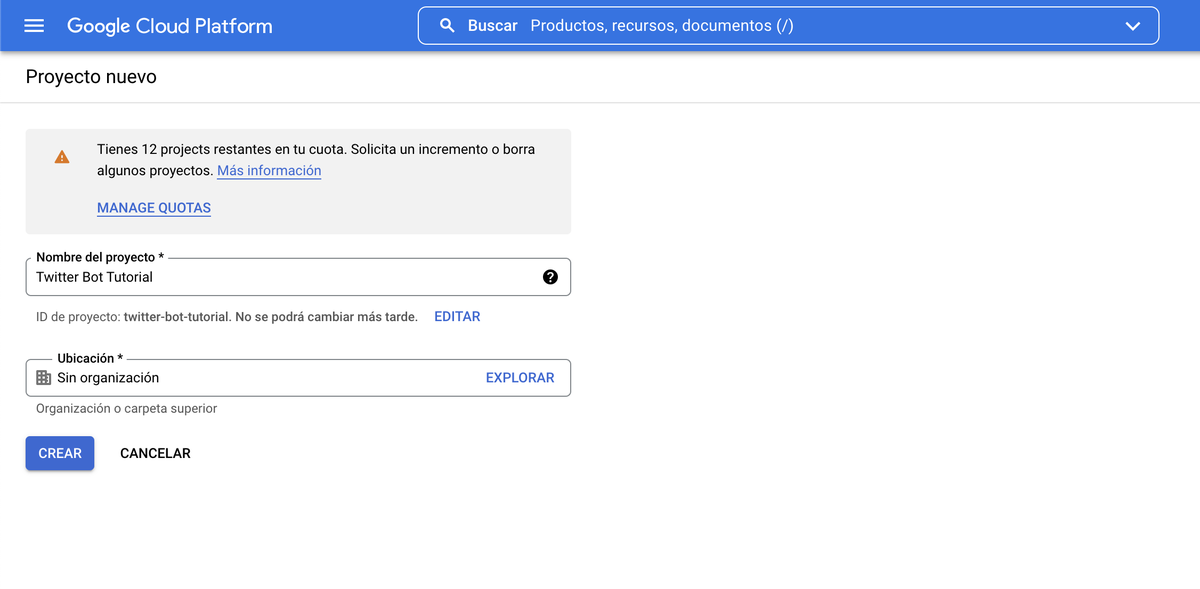 Google Cloud Platform
Buscar Productos, recursos, documentos (/)
Proyecto nuevo
Tienes 12 projects restantes en tu cuota. Solicita un incremento o borra
algunos proyectos. Más información
MANAGE QUOTAS
Nombre del proyecto *
Twitter Bot Tutorial
ID de proyecto: twitter-bot-tutorial. No se podrá cambiar más tarde. EDITAR
Ubicación *
Sin organización EXPLORAR
Organización o carpeta superior
CREAR CANCELAR